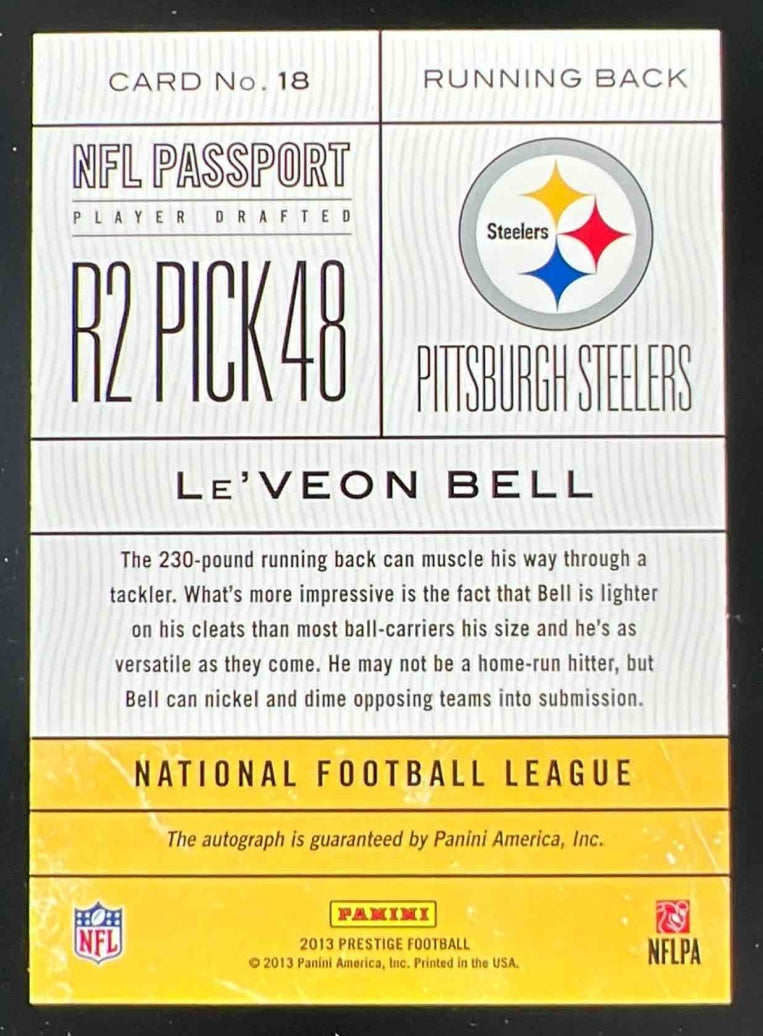 CARD No. 18
RUNNING BACK
NFL PASSPORT
PLAYER DRAFTED
R2 PICK 48
Steelers
PITTSBURGH STEELERS
LE'VEON BELL
The 230-pound running back can muscle his way through a
tackler. What's more impressive is the fact that Bell is lighter
on his cleats than most ball-carriers his size and he's as
versatile as they come. He may not be a home-run hitter, but
Bell can nickel and dime opposing teams into submission.
NATIONAL FOOTBALL LEAGUE
The autograph is guaranteed by Panini America, Inc.
NFL
PANINI
2013 PRESTIGE FOOTBALL
© 2013 Panini America, Inc. Printed in the USA.
NFLPA